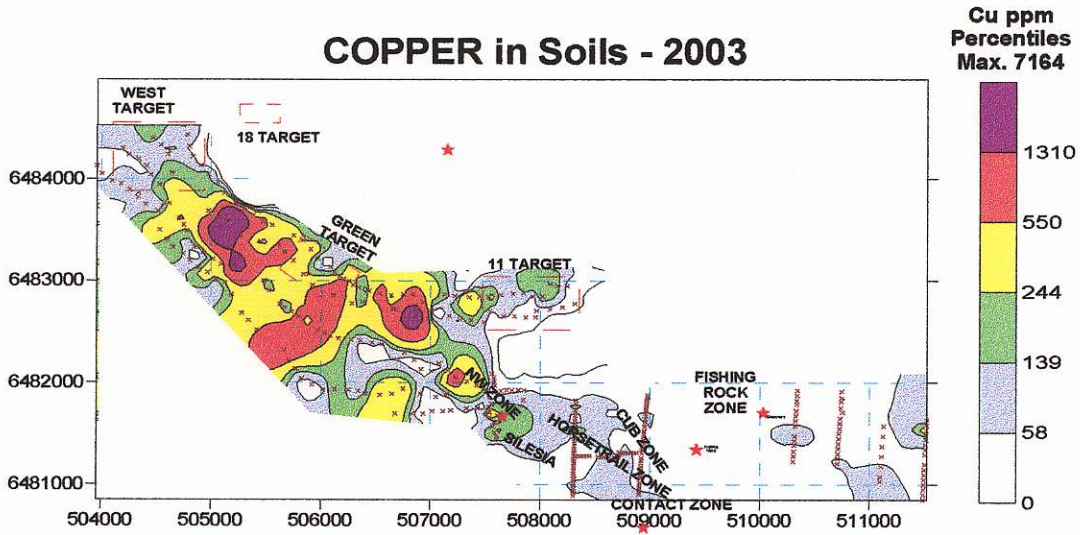 COPPER in Soils - 2003
Cu ppm
Percentiles
Max. 7164
1310
550
244
139
58
0
WEST
TARGET
18 TARGET
GREEN
TARGET
11 TARGET
NW ZONE
SILESIA
HORSETRAIL ZONE
CUB ZONE
FISHING
ROCK
ZONE
CONTACT ZONE
6484000
6483000
6482000
6481000
504000
505000
506000
507000
508000
509000
510000
511000